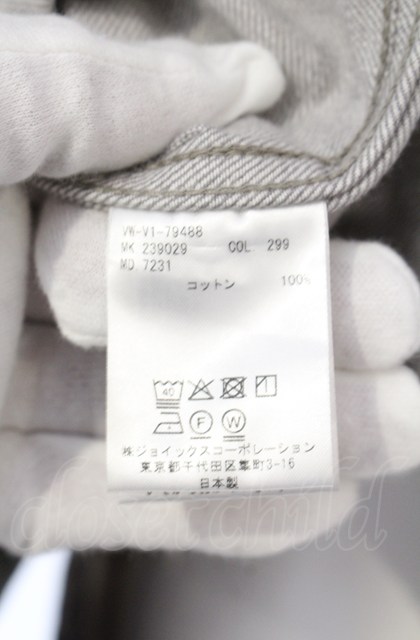 VW-V1-79488
MK 239029 COL 299
MD 7231
コットン 100%
40
F W
株ジョイックスコーポレーション
東京都千代田区隼町3-16
日本製
closet child